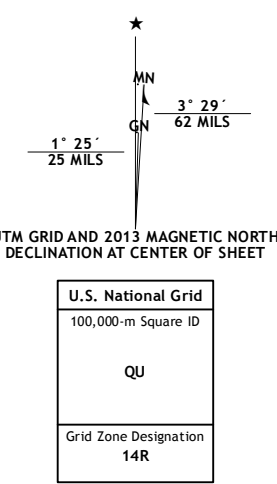 ★
MN
GN
3° 29´
62 MILS
1° 25´
25 MILS
UTM GRID AND 2013 MAGNETIC NORTH
DECLINATION AT CENTER OF SHEET
U.S. National Grid
100,000-m Square ID
QU
Grid Zone Designation
14R